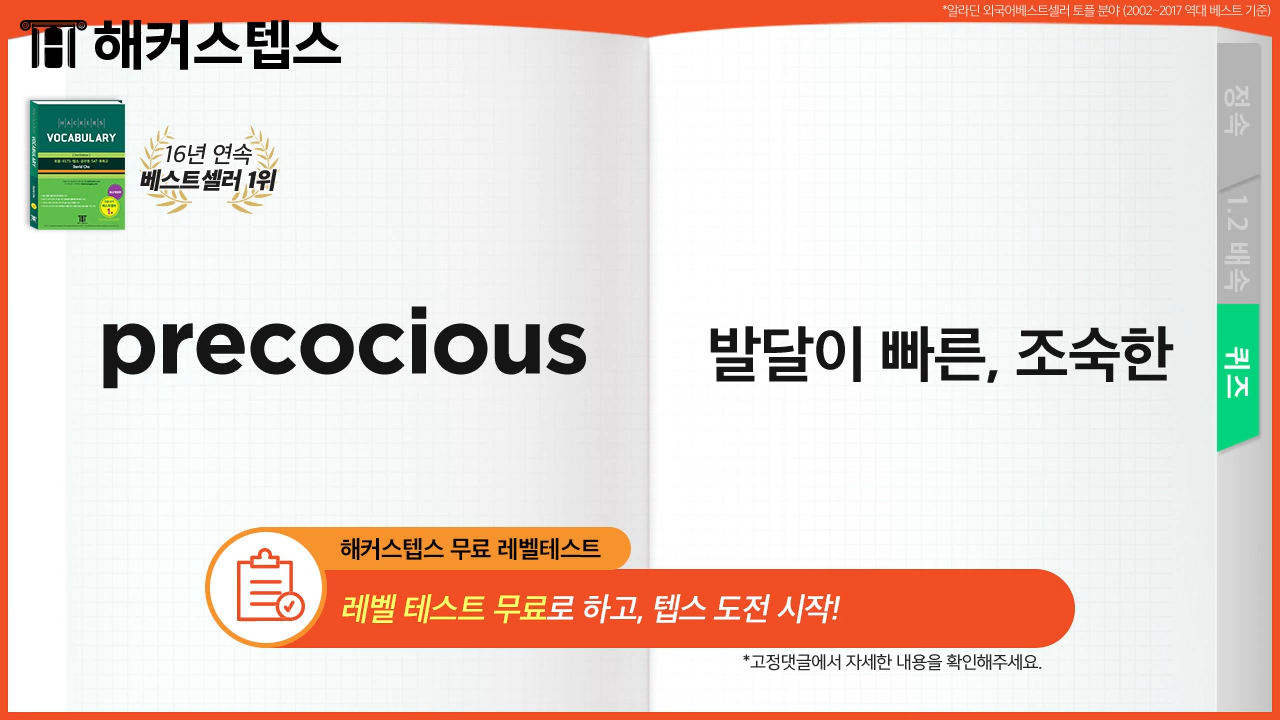 *알라딘 외국어베스트셀러 토플 분야 (2002~2017 역대 베스트 기준)
해커스텝스
HACKERS
VOCABULARY
16년 연속
베스트셀러 1위
정속
1.2 배속
퀴즈
precocious
발달이 빠른, 조숙한
해커스텝스 무료 레벨테스트
레벨 테스트 무료로 하고, 텝스 도전 시작!
*고정댓글에서 자세한 내용을 확인해주세요.